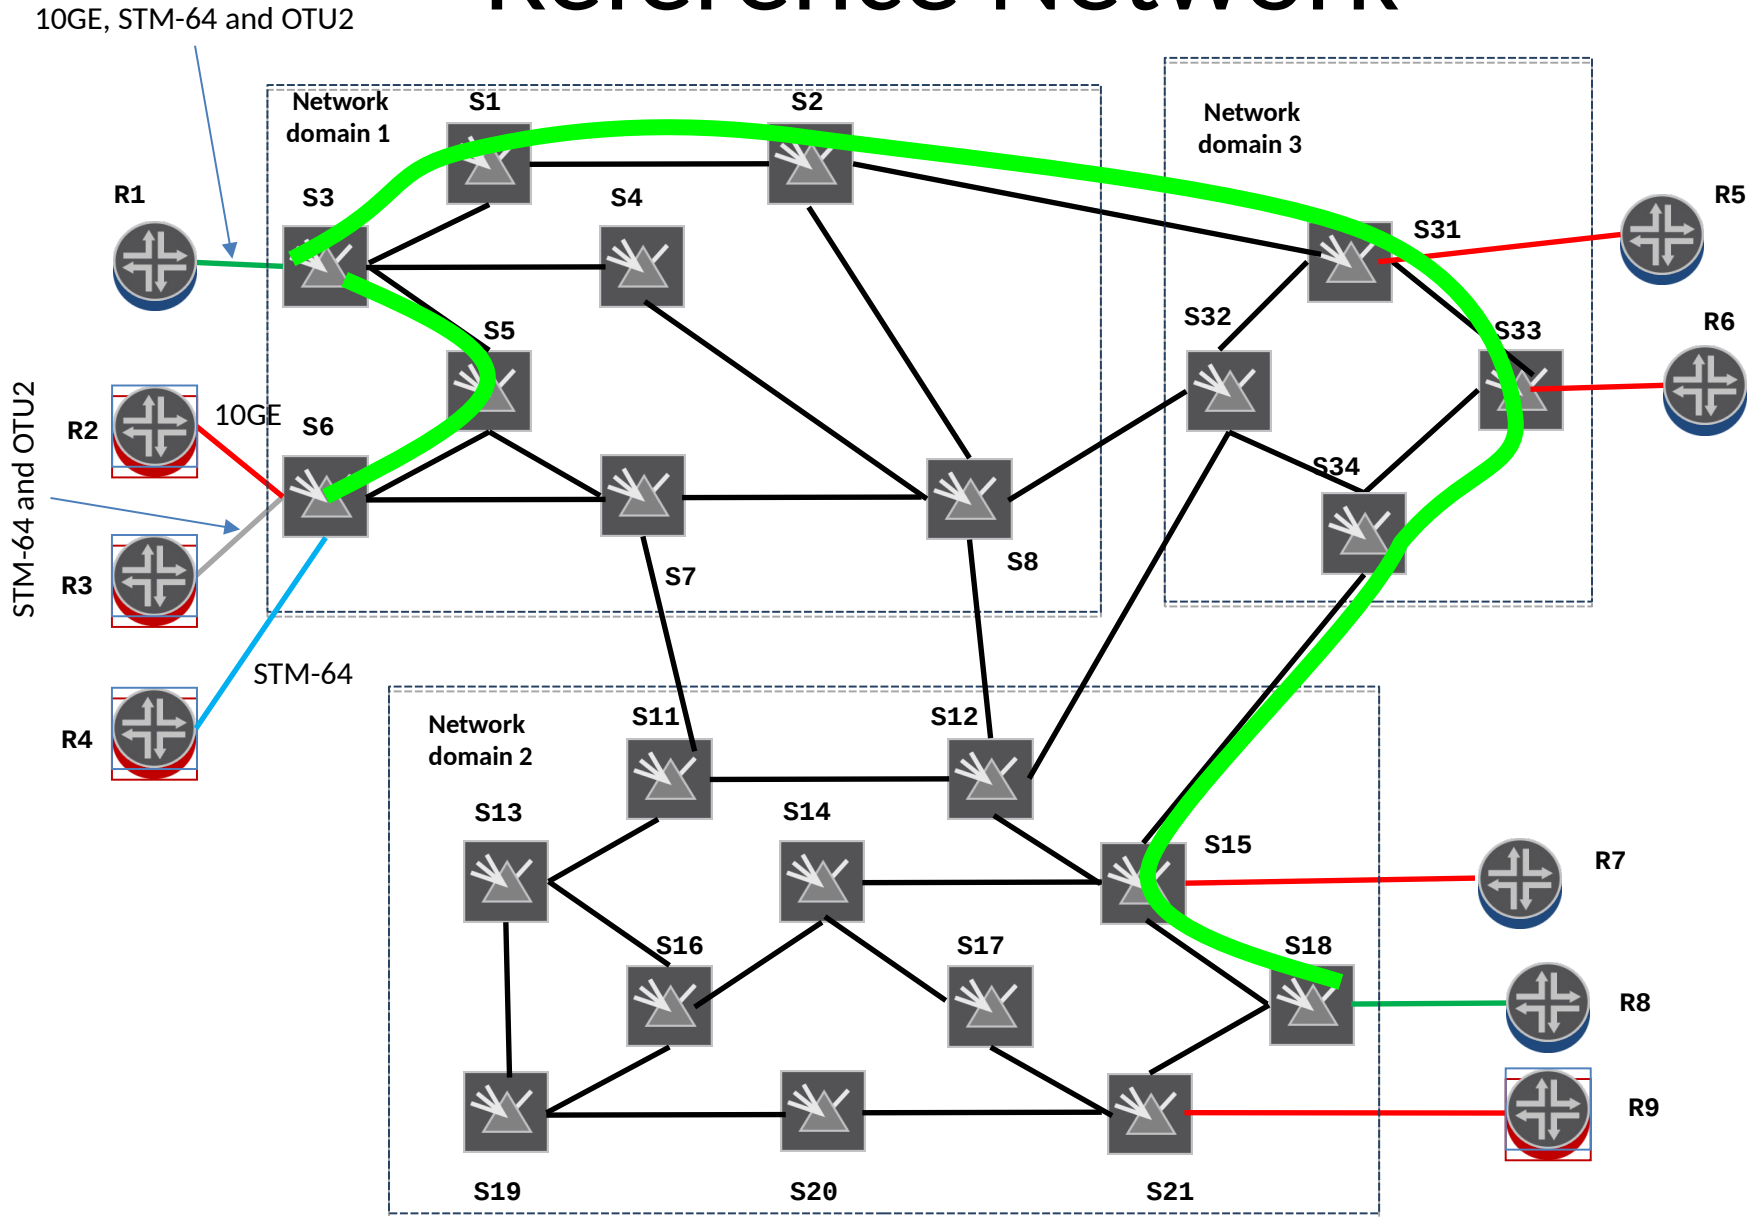 Reference Network
10GE, STM-64 and OTU2
Network
domain 1
S1
S2
Network
domain 3
R1
S3
S4
R5
S31
S5
S32
S33
R6
R2
10GE
S6
S34
STM-64 and OTU2
R3
S7
S8
STM-64
R4
Network
domain 2
S11
S12
S13
S14
S15
R7
S16
S17
S18
R8
R9
S19
S20
S21